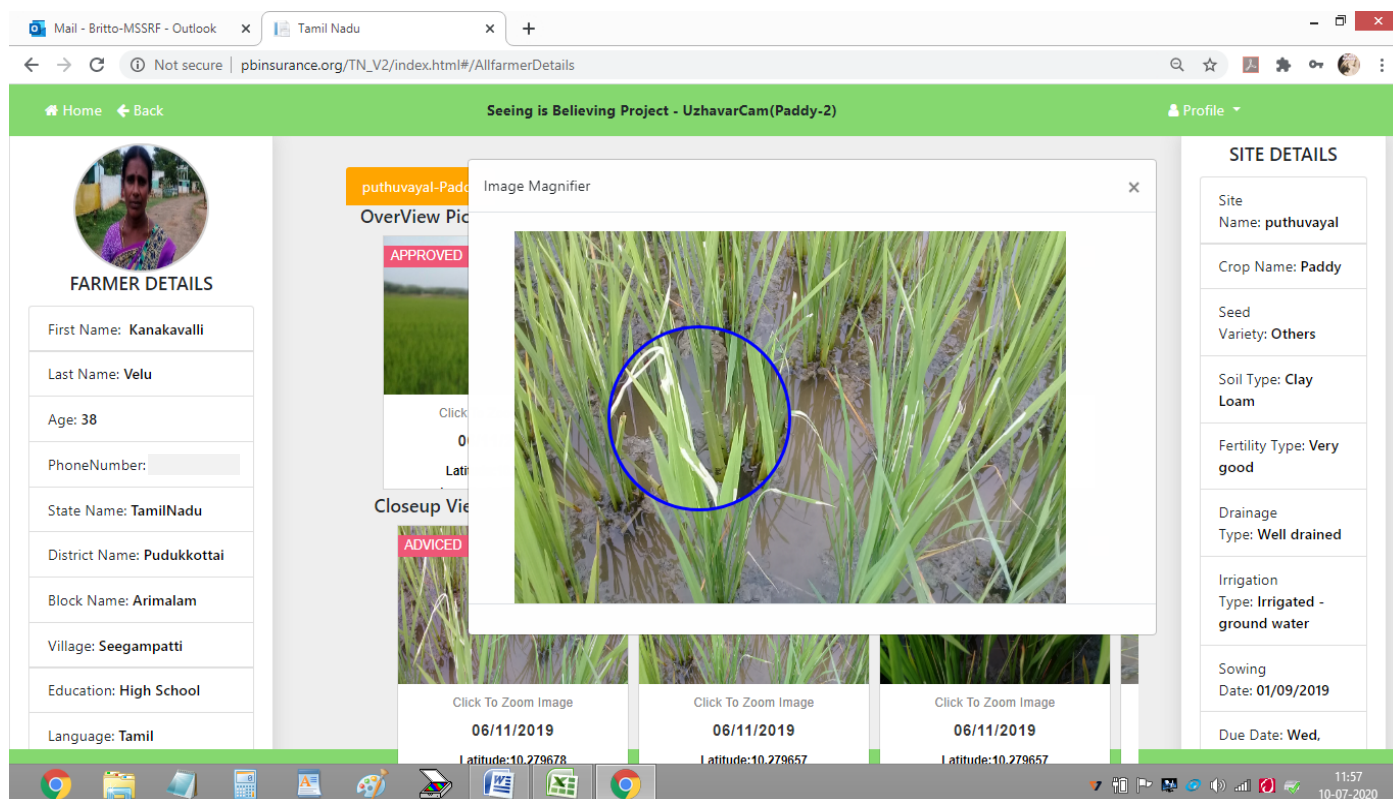 Mail - Britto-MSSRF - Outlook
Tamil Nadu
Not secure | pbinsurance.org/TN_V2/index.html#/AllfarmerDetails
Home Back
Seeing is Believing Project - UzhavarCam(Paddy-2)
Profile
FARMER DETAILS
First Name: Kanakavalli
Last Name: Velu
Age: 38
PhoneNumber:
State Name: TamilNadu
District Name: Pudukkottai
Block Name: Arimalam
Village: Seegampatti
Education: High School
Language: Tamil
puthuvayal-Padd
OverView Pic
APPROVED
Click
0
Lati
Closeup Vie
ADVICED
Image Magnifier
Click To Zoom Image
06/11/2019
Latitude:10.279678
Click To Zoom Image
06/11/2019
Latitude:10.279657
Click To Zoom Image
06/11/2019
Latitude:10.279657
SITE DETAILS
Site
Name: puthuvayal
Crop Name: Paddy
Seed
Variety: Others
Soil Type: Clay
Loam
Fertility Type: Very
good
Drainage
Type: Well drained
Irrigation
Type: Irrigated -
ground water
Sowing
Date: 01/09/2019
Due Date: Wed,
11:57
10-07-2020